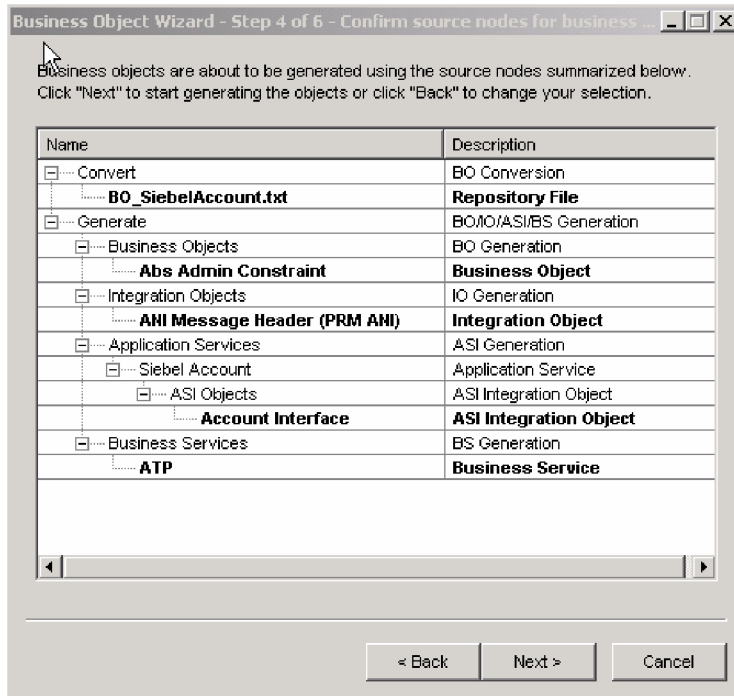 Business Object Wizard - Step 4 of 6 - Confirm source nodes for business ...
Business objects are about to be generated using the source nodes summarized below.
Click "Next" to start generating the objects or click "Back" to change your selection.
Name Description
Convert BO Conversion
BO_SiebelAccount.txt Repository File
Generate BO/IO/ASI/BS Generation
Business Objects BO Generation
Abs Admin Constraint Business Object
Integration Objects IO Generation
ANI Message Header (PRM ANI) Integration Object
Application Services ASI Generation
Siebel Account Application Service
ASI Objects ASI Integration Object
Account Interface ASI Integration Object
Business Services BS Generation
ATP Business Service
< Back Next > Cancel